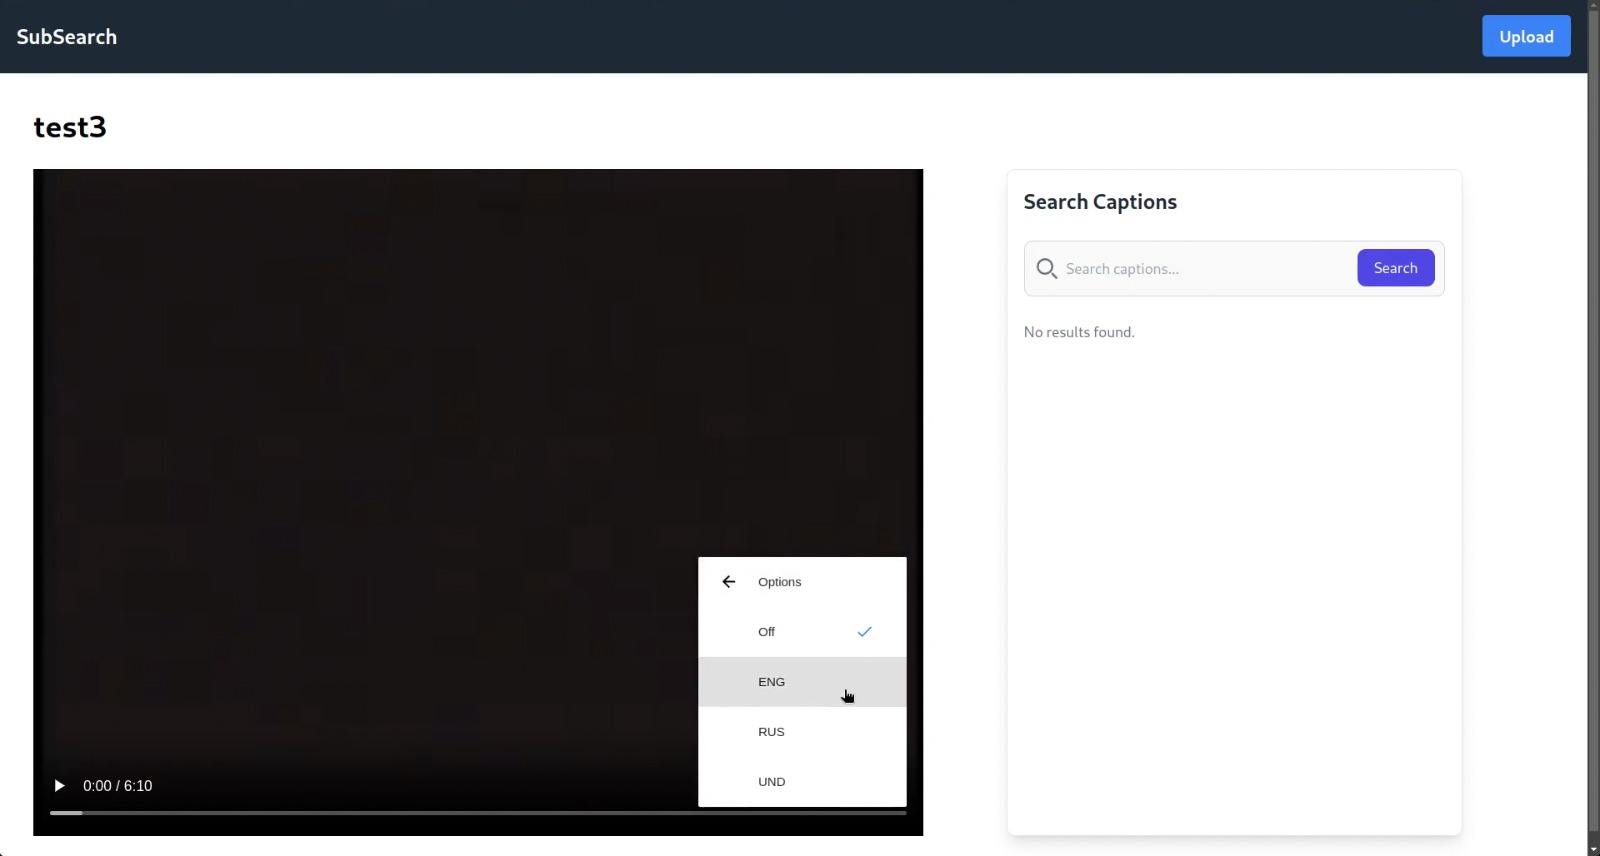 SubSearch
Upload
test3
Search Captions
Search captions...
Search
No results found.
Options
Off
ENG
RUS
UND
0:00 / 6:10